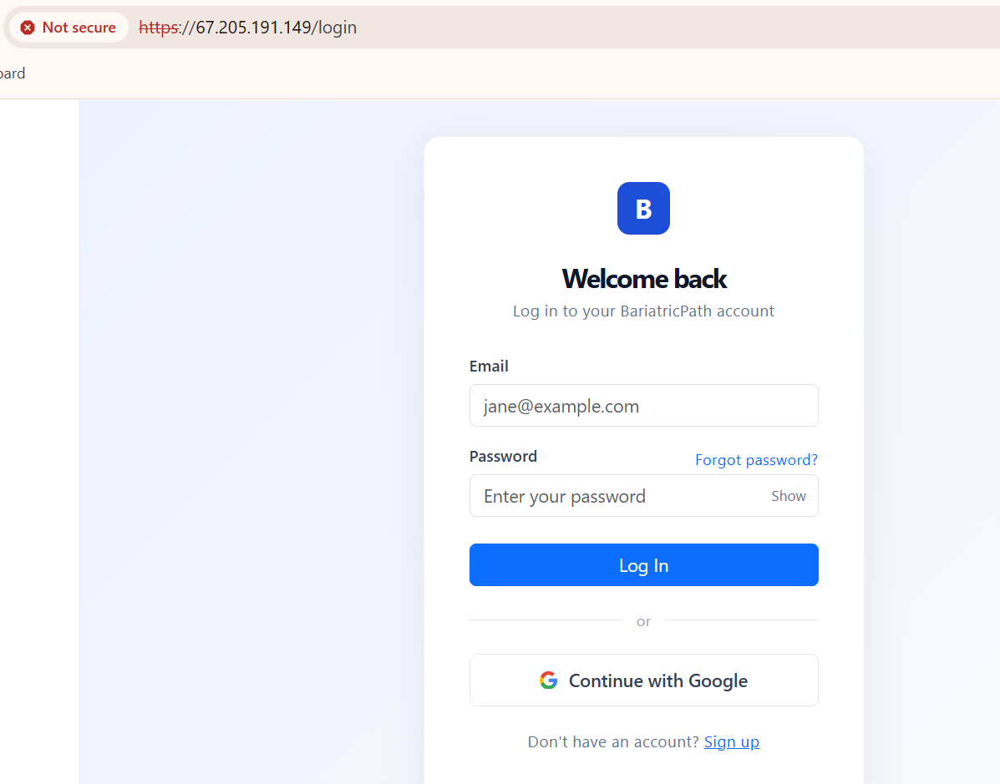 Not secure https://67.205.191.149/login
oard
B
Welcome back
Log in to your BariatricPath account
Email
jane@example.com
Password Forgot password?
Enter your password Show
Log In
or
Continue with Google
Don't have an account? Sign up